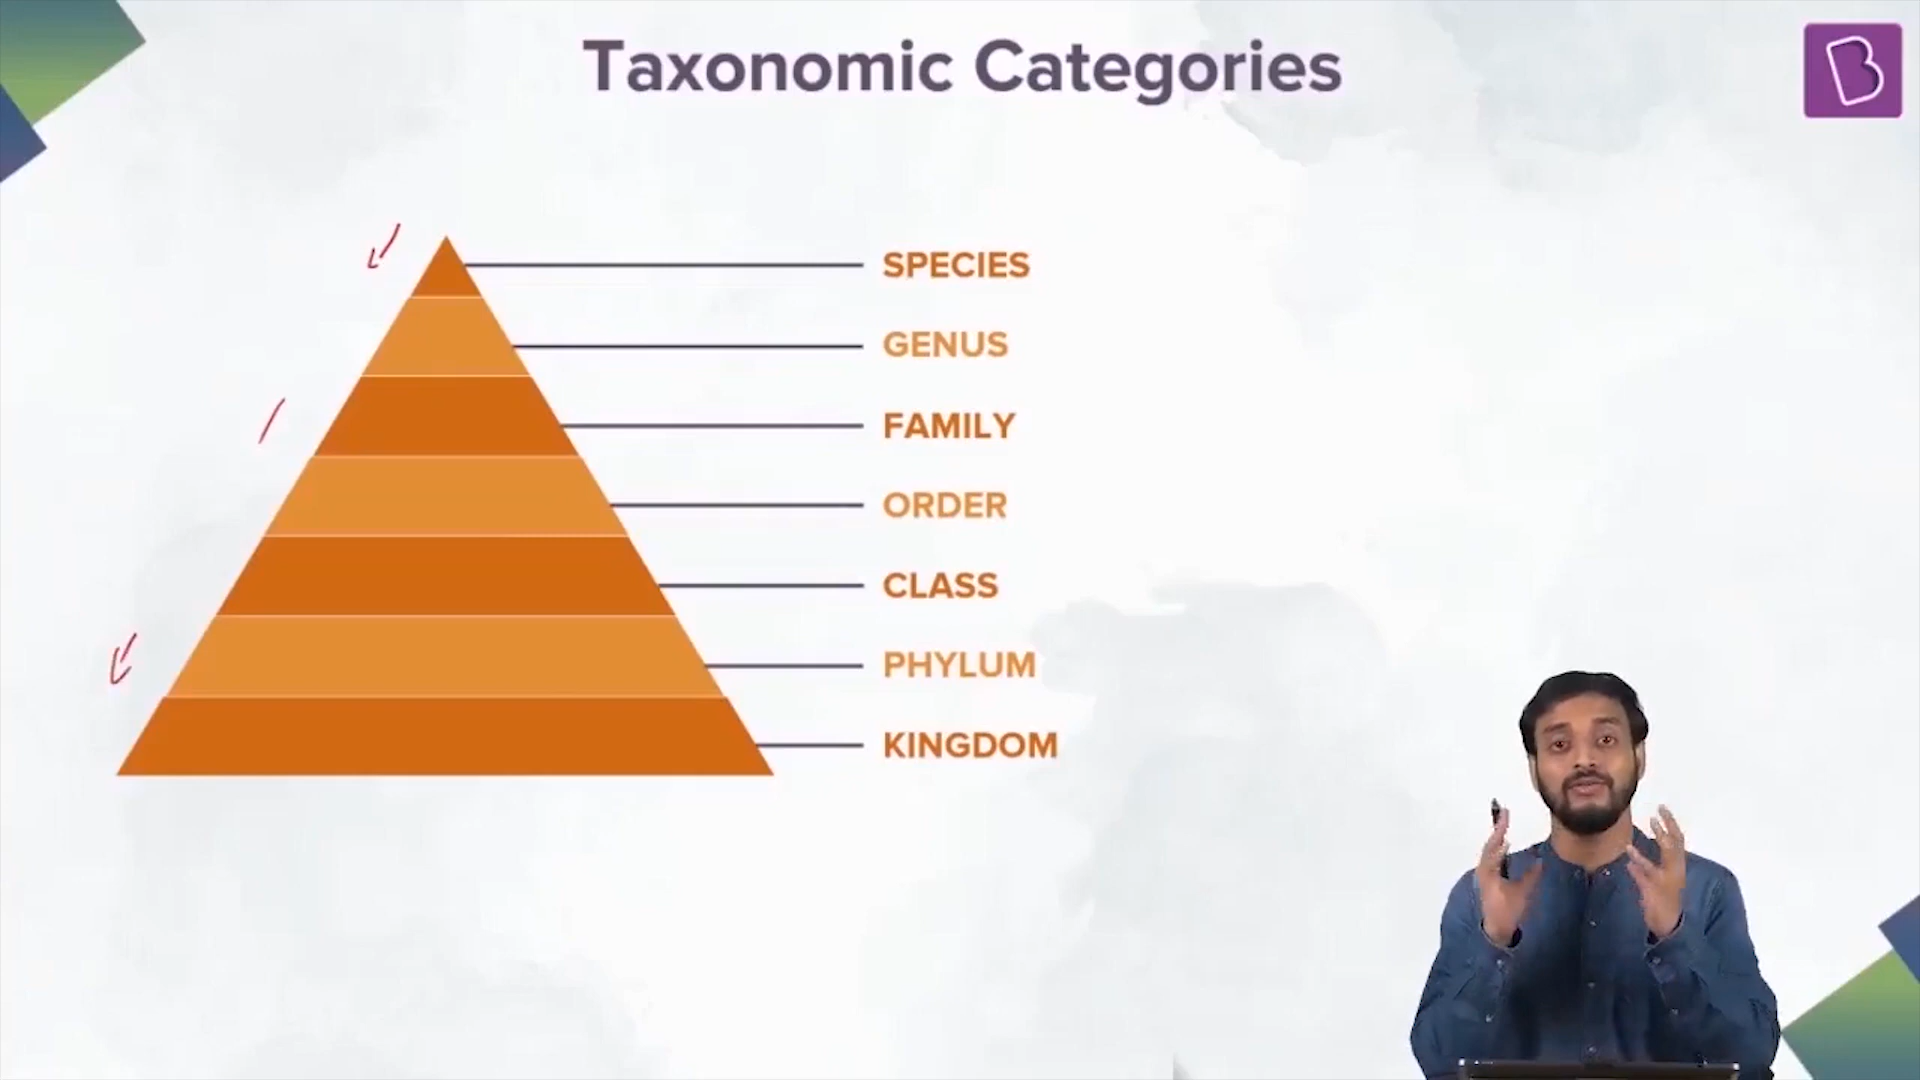 Taxonomic Categories
B
SPECIES
GENUS
FAMILY
ORDER
CLASS
PHYLUM
KINGDOM